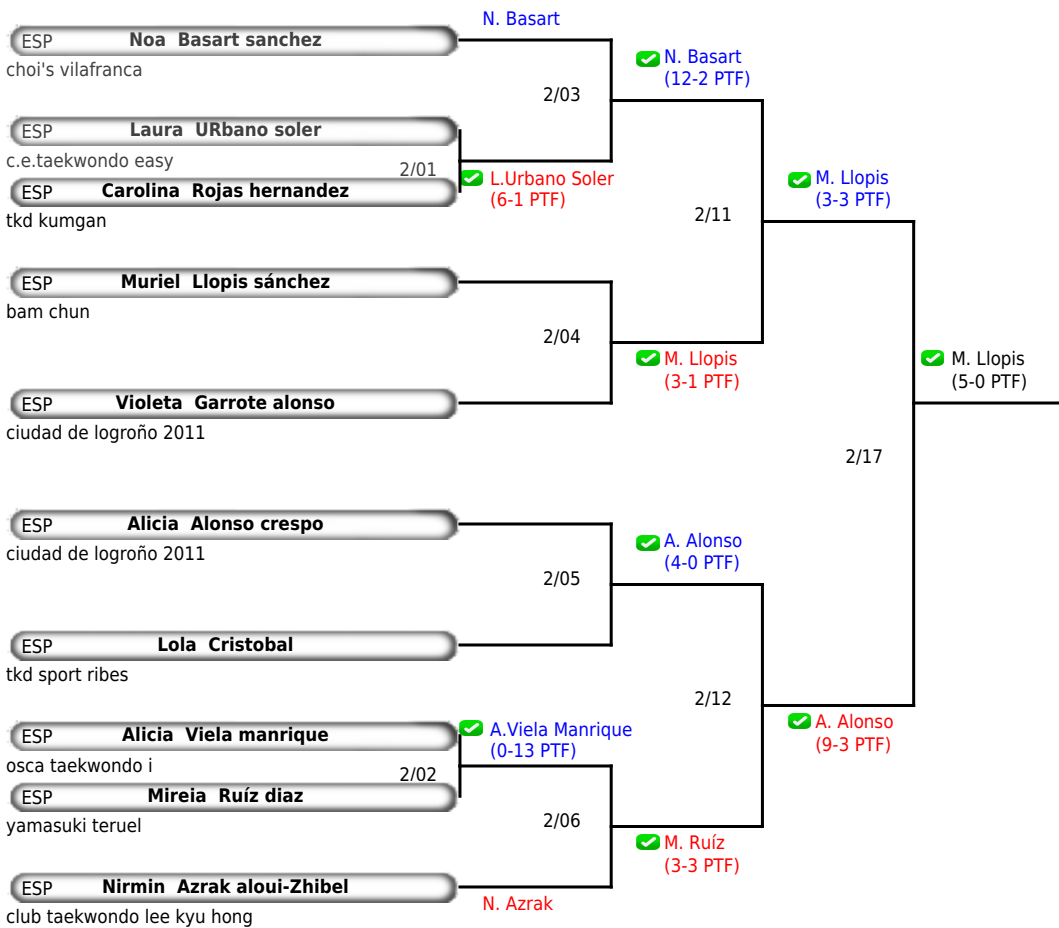 N. Basart
ESP Noa Basart sanchez
choi's vilafranca
N. Basart
(12-2 PTF)
2/03
ESP Laura URbano soler
c.e.taekwondo easy
2/01
L.Urbano Soler
(6-1 PTF)
ESP Carolina Rojas hernandez
tkd kumgan
M. Llopis
(3-3 PTF)
2/11
ESP Muriel Llopis sánchez
bam chun
2/04
M. Llopis
(3-1 PTF)
M. Llopis
(5-0 PTF)
ESP Violeta Garrote alonso
ciudad de logroño 2011
2/17
ESP Alicia Alonso crespo
ciudad de logroño 2011
A. Alonso
(4-0 PTF)
2/05
ESP Lola Cristobal
tkd sport ribes
2/12
A. Alonso
(9-3 PTF)
ESP Alicia Viela manrique
osca taekwondo i
A.Viela Manrique
(0-13 PTF)
2/02
ESP Mireia Ruíz diaz
yamasuki teruel
2/06
M. Ruíz
(3-3 PTF)
ESP Nirmin Azrak aloui-Zhibel
club taekwondo lee kyu hong
N. Azrak